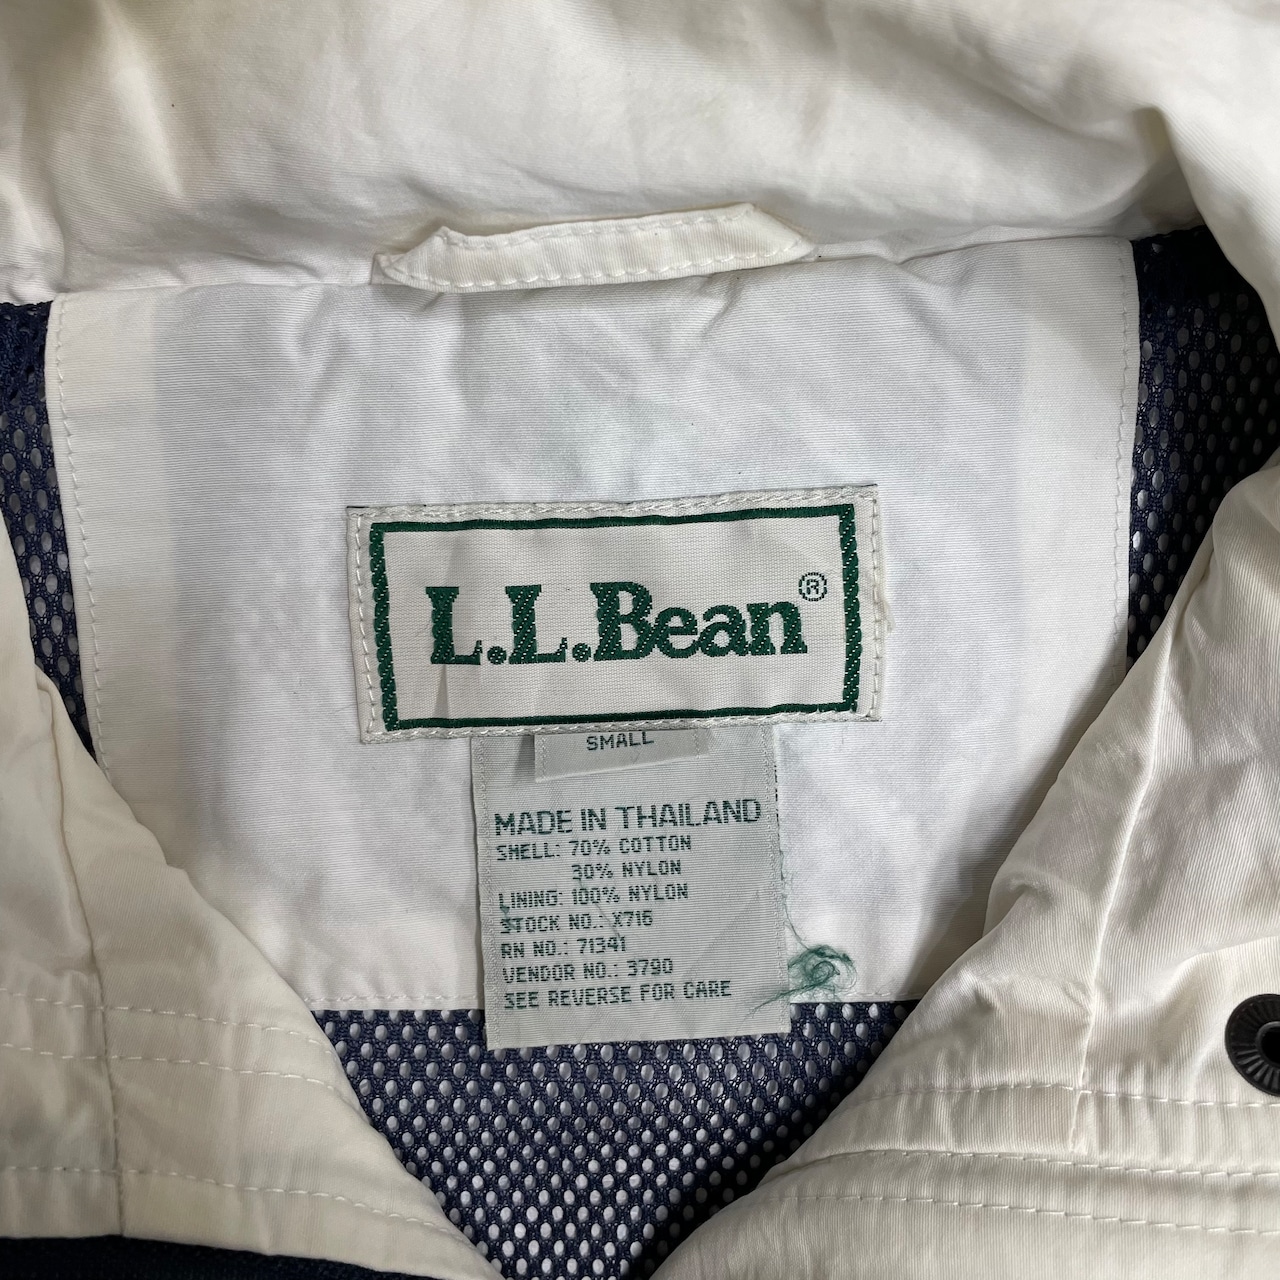 L.L.Bean®
SMALL
MADE IN THAILAND
SHELL: 70% COTTON
30% NYLON
LINING: 100% NYLON
STOCK NO.: X716
RN NO.: 71341
VENDOR NO.: 3790
SEE REVERSE FOR CARE